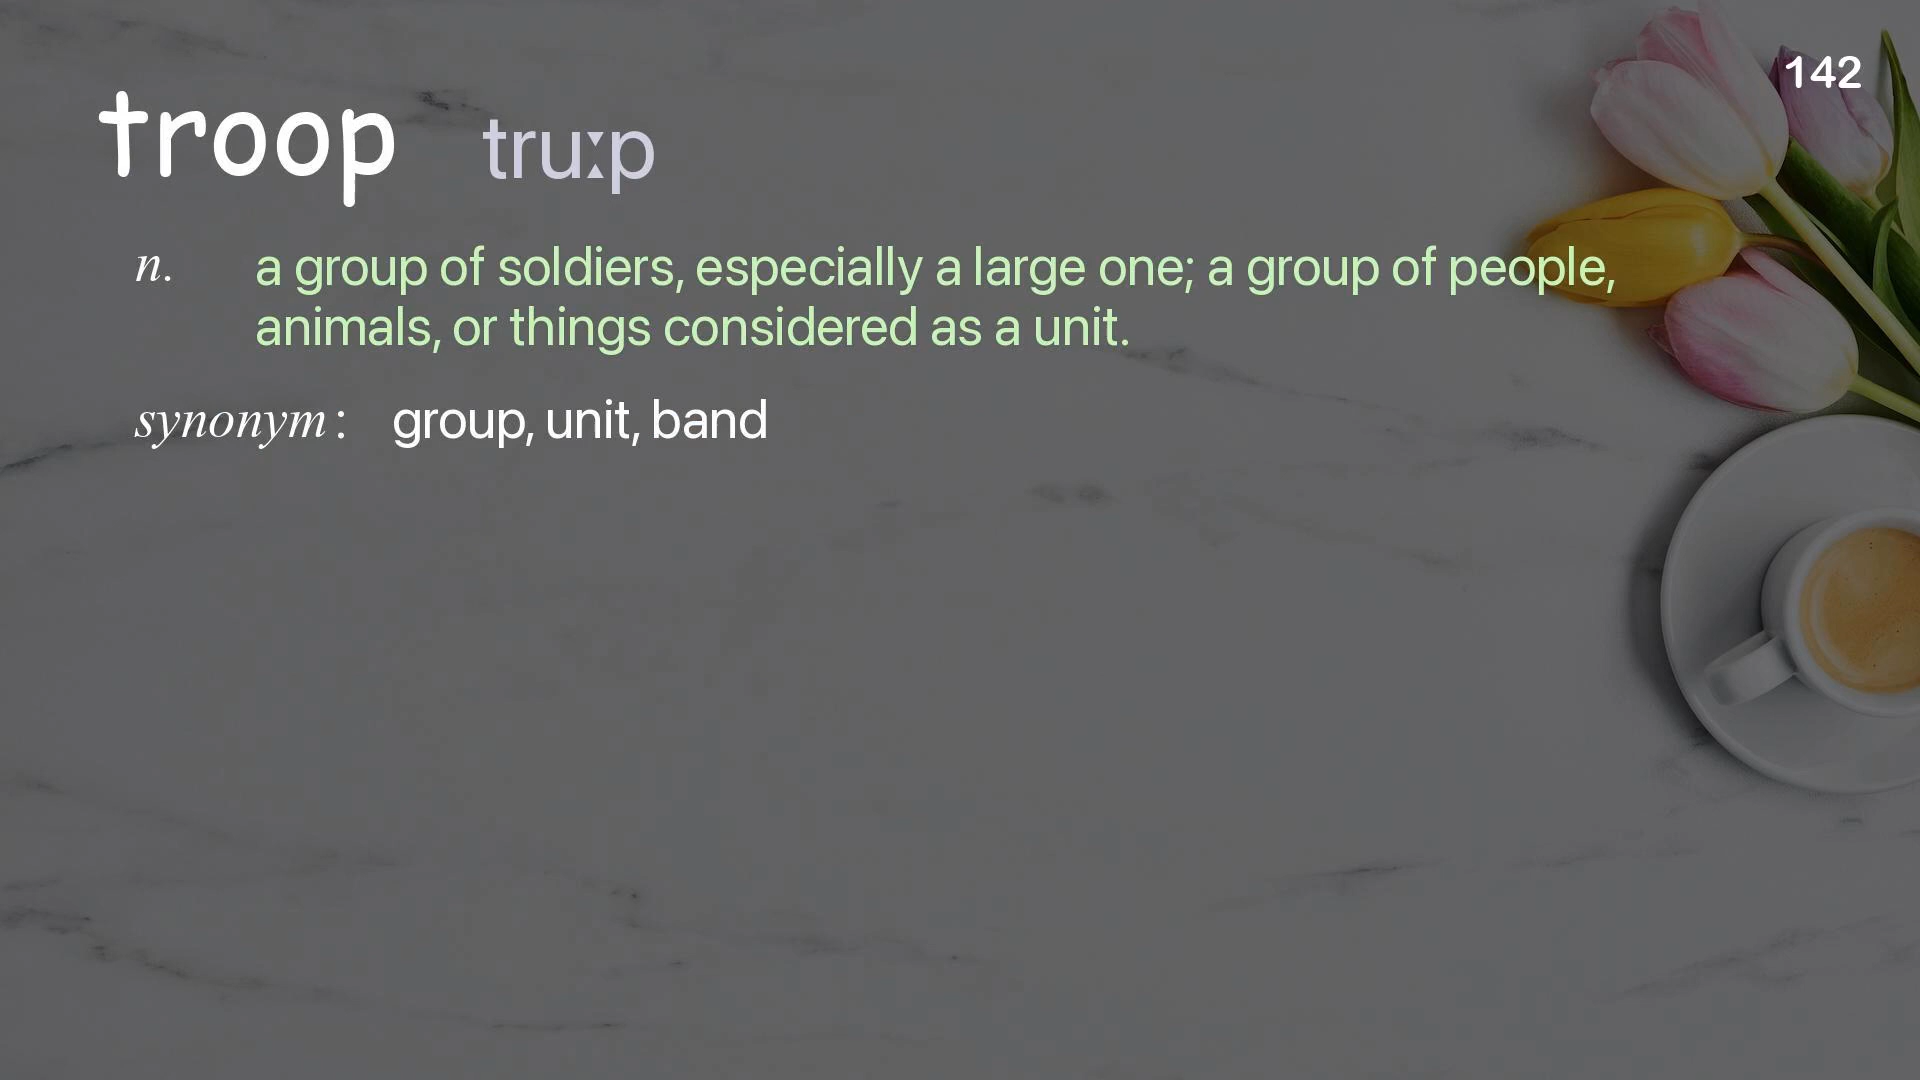 142
troop truːp
n. a group of soldiers, especially a large one; a group of people,
animals, or things considered as a unit.
synonym : group, unit, band